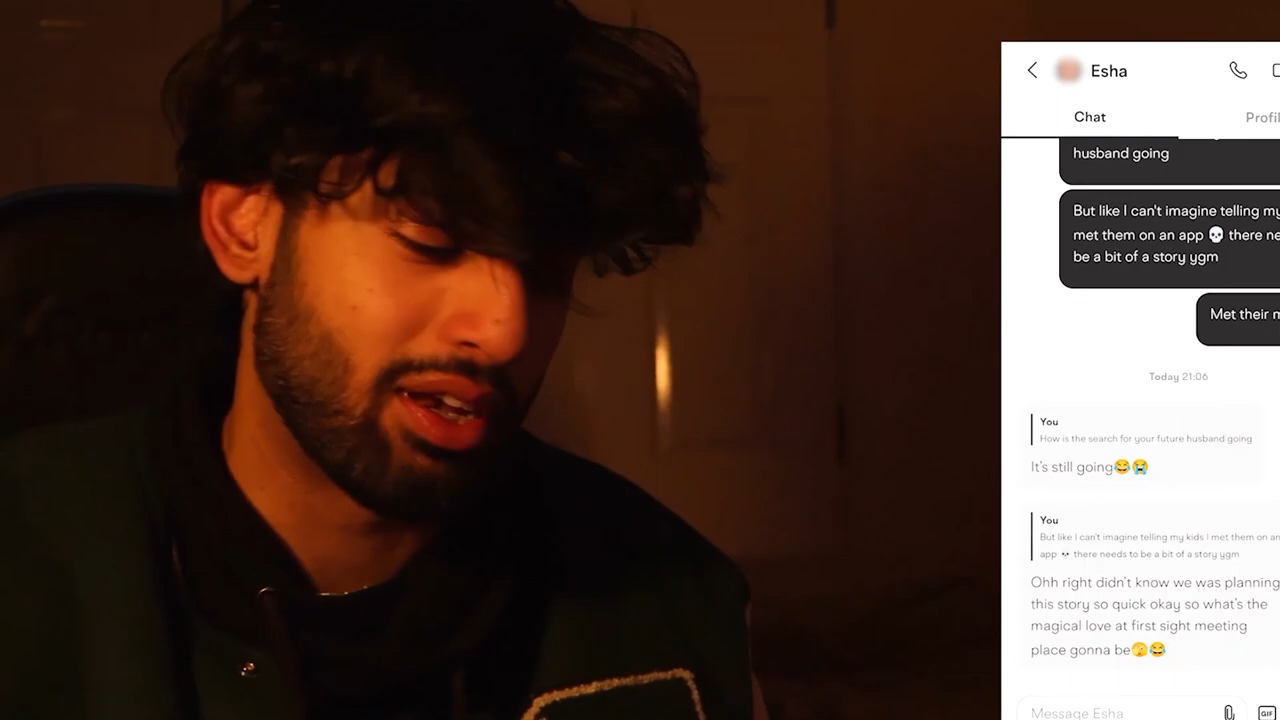 Esha
Chat
Profil
husband going
But like I can't imagine telling my
met them on an app 💀 there ne
be a bit of a story ygm
Met their m
Today 21:06
You
How is the search for your future husband going
It's still going😂😭
You
But like I can't imagine telling my kids I met them on an
app 💀 there needs to be a bit of a story ygm
Ohh right didn't know we was planning
this story so quick okay so what's the
magical love at first sight meeting
place gonna be🫣😂
Message Esha
GIF